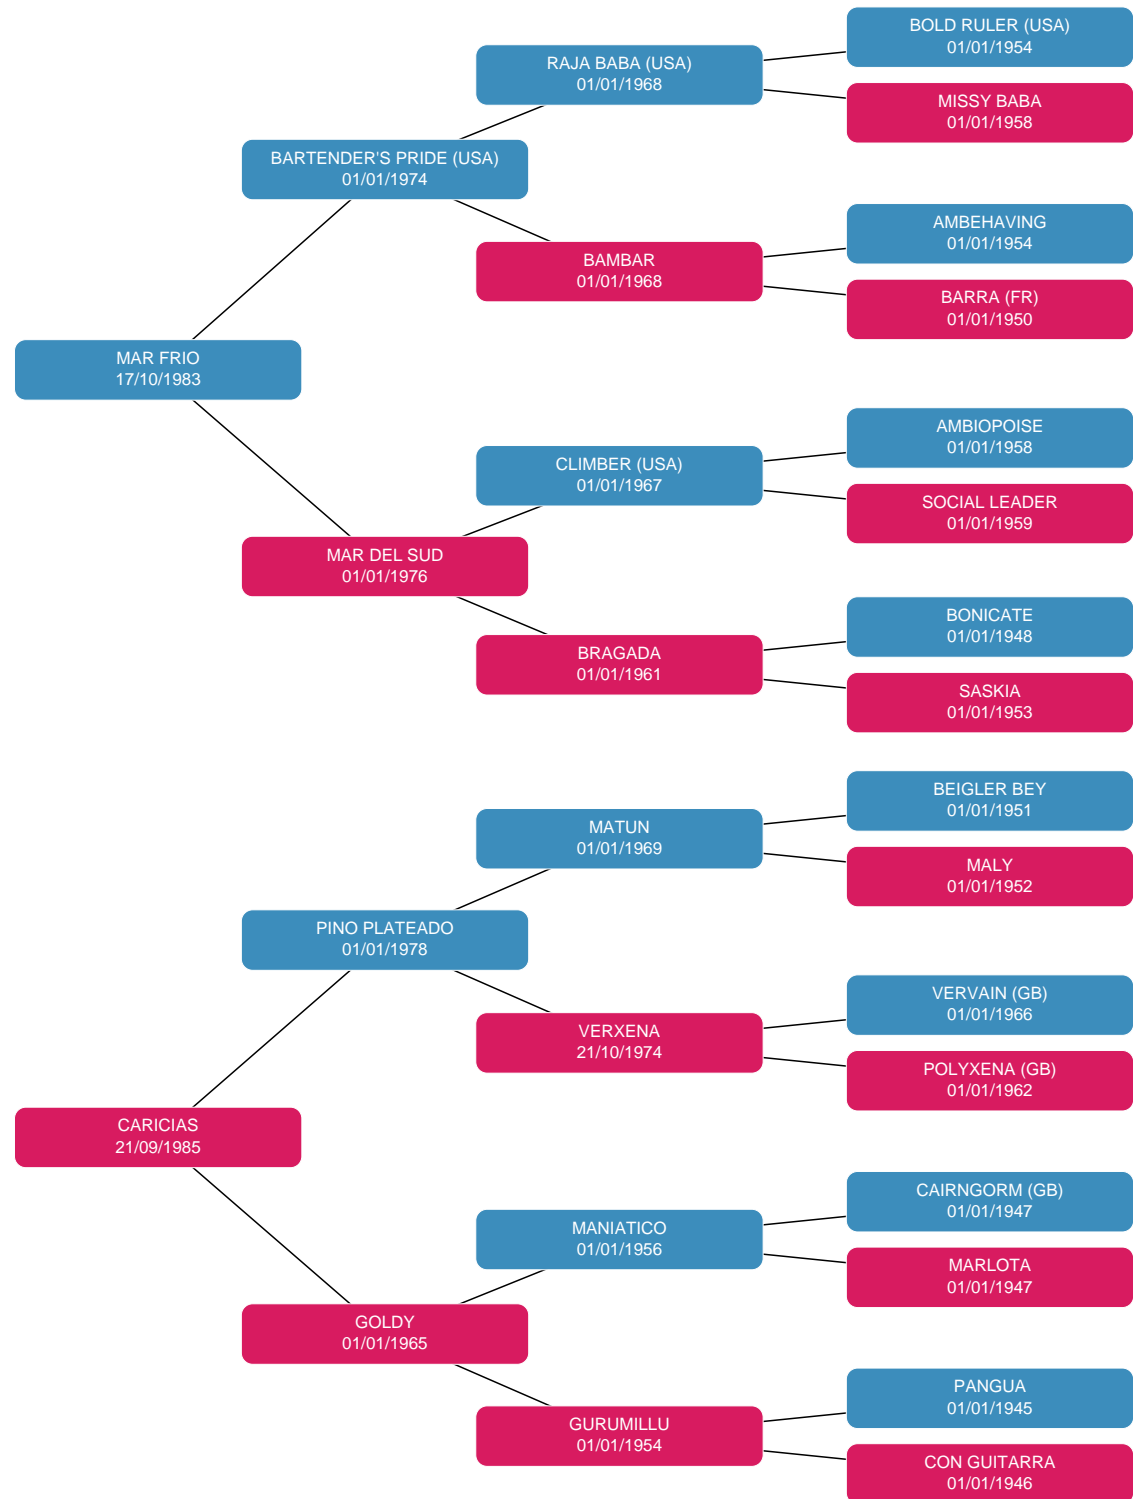 BOLD RULER (USA)
01/01/1954
RAJA BABA (USA)
01/01/1968
MISSY BABA
01/01/1958
BARTENDER'S PRIDE (USA)
01/01/1974
AMBEHAVING
01/01/1954
BAMBAR
01/01/1968
BARRA (FR)
01/01/1950
MAR FRIO
17/10/1983
AMBIOPOISE
01/01/1958
CLIMBER (USA)
01/01/1967
SOCIAL LEADER
01/01/1959
MAR DEL SUD
01/01/1976
BONICATE
01/01/1948
BRAGADA
01/01/1961
SASKIA
01/01/1953
BEIGLER BEY
01/01/1951
MATUN
01/01/1969
MALY
01/01/1952
PINO PLATEADO
01/01/1978
VERVAIN (GB)
01/01/1966
VERXENA
21/10/1974
POLYXENA (GB)
01/01/1962
CARICIAS
21/09/1985
CAIRNGORM (GB)
01/01/1947
MANIATICO
01/01/1956
MARLOTA
01/01/1947
GOLDY
01/01/1965
PANGUA
01/01/1945
GURUMILLU
01/01/1954
CON GUITARRA
01/01/1946